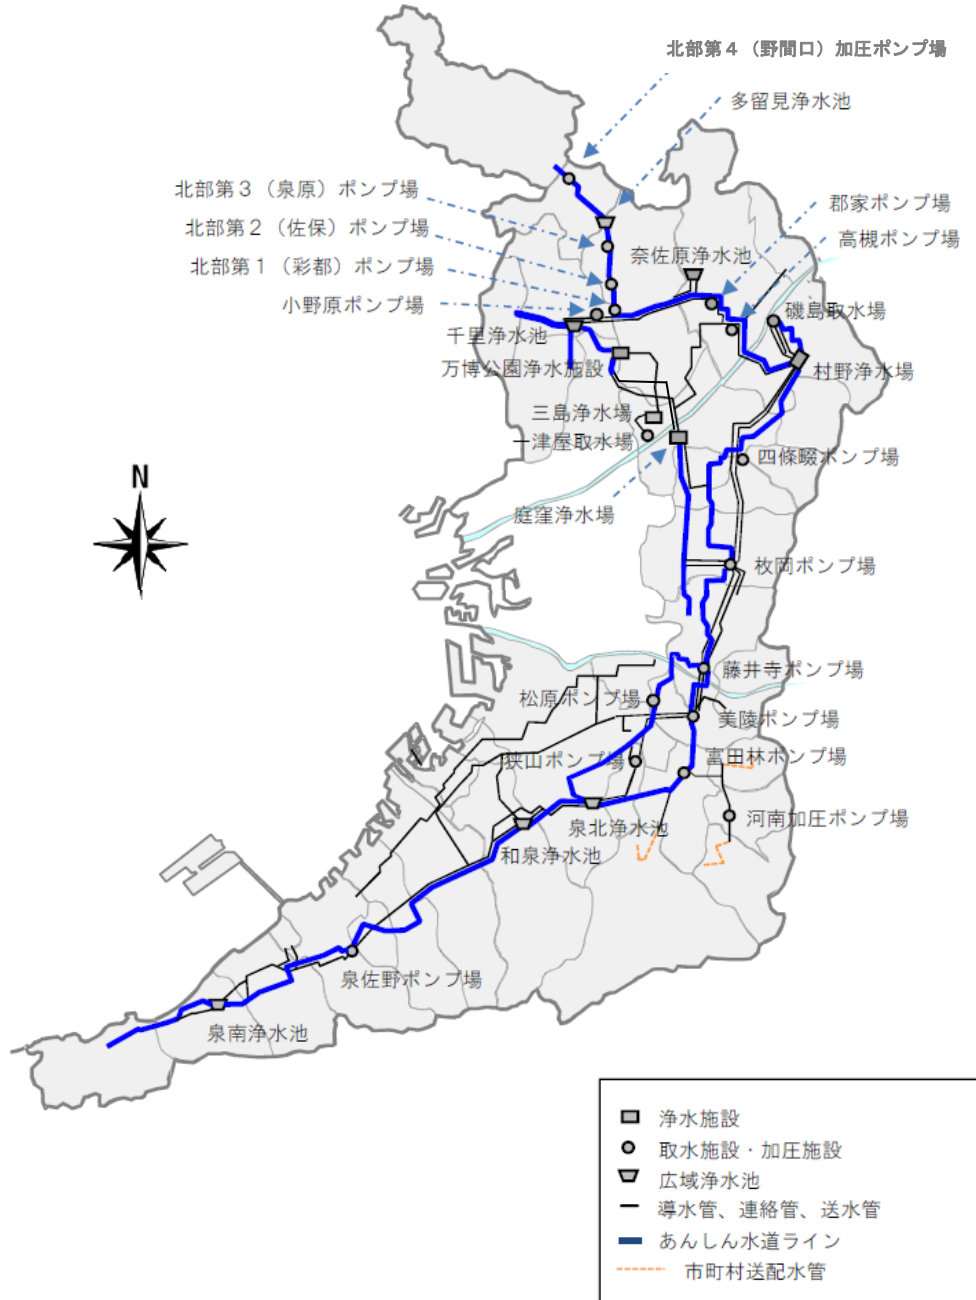 北部第４（野間口）加圧ポンプ場
多留見浄水池
北部第３（泉原）ポンプ場
郡家ポンプ場
北部第２（佐保）ポンプ場
高槻ポンプ場
奈佐原浄水池
北部第１（彩都）ポンプ場
小野原ポンプ場
磯島取水場
千里浄水池
万博公園浄水施設
村野浄水場
三島浄水場
一津屋取水場
四條畷ポンプ場
N
庭窪浄水場
枚岡ポンプ場
藤井寺ポンプ場
松原ポンプ場
美陵ポンプ場
狭山ポンプ場
富田林ポンプ場
泉北浄水池
河南加圧ポンプ場
和泉浄水池
泉佐野ポンプ場
泉南浄水池
浄水施設
取水施設・加圧施設
広域浄水池
導水管、連絡管、送水管
あんしん水道ライン
市町村送配水管